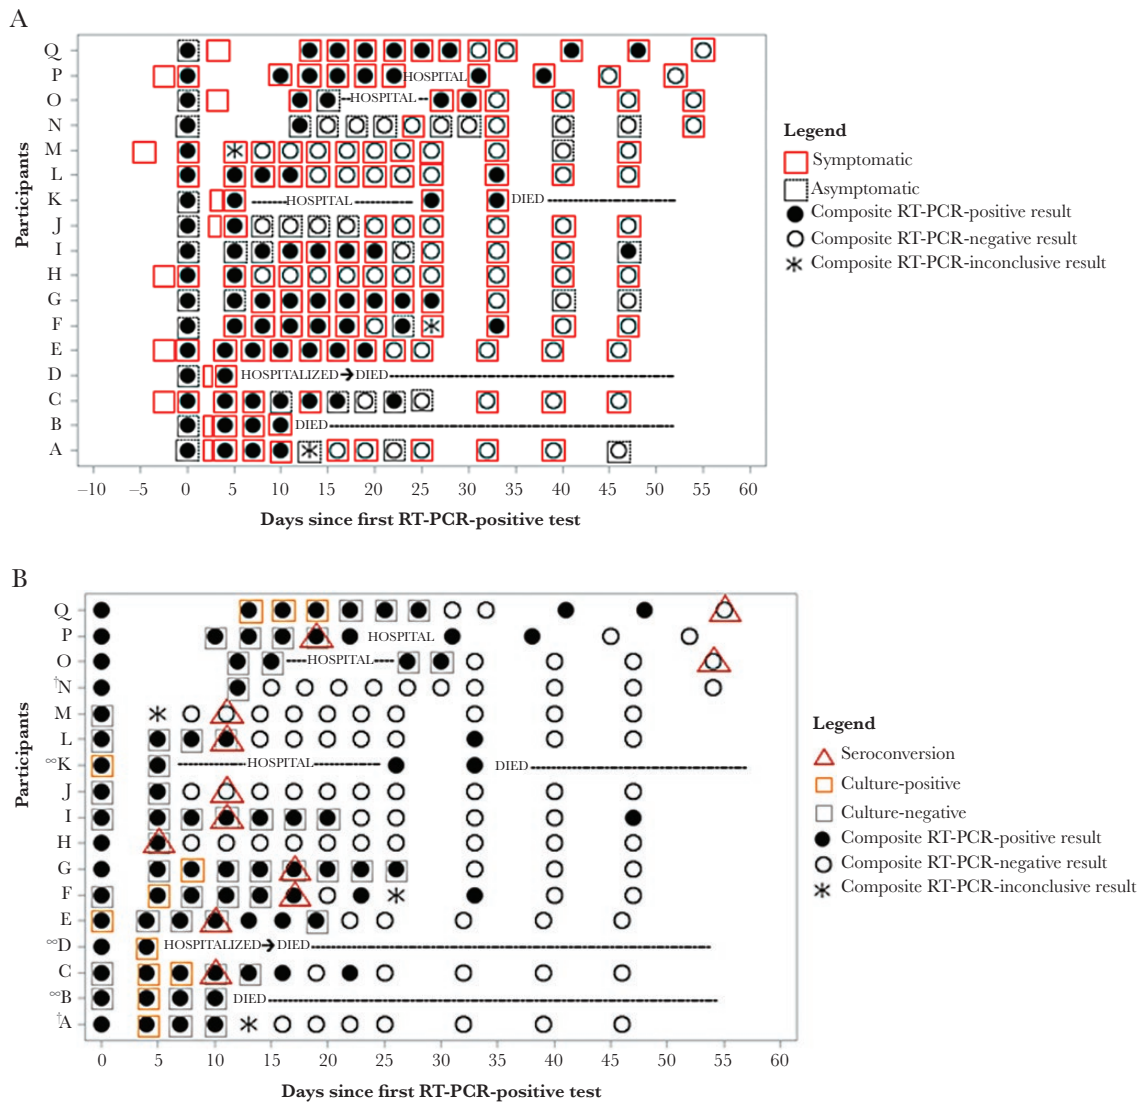 A
Q
P HOSPITAL
O HOSPITAL
N
M
L
K HOSPITAL DIED
J
I
H
G
F
E
D HOSPITALIZED → DIED
C
B DIED
A
Participants
−10 −5 0 5 10 15 20 25 30 35 40 45 50 55 60
Days since first RT-PCR-positive test
Legend
Symptomatic
Asymptomatic
Composite RT-PCR-positive result
Composite RT-PCR-negative result
Composite RT-PCR-inconclusive result
B
Q
P HOSPITAL
O HOSPITAL
†N
M
L
∞K HOSPITAL DIED
J
I
H
G
F
E
∞D HOSPITALIZED → DIED
C
∞B DIED
†A
Participants
0 5 10 15 20 25 30 35 40 45 50 55 60
Days since first RT-PCR-positive test
Legend
Seroconversion
Culture-positive
Culture-negative
Composite RT-PCR-positive result
Composite RT-PCR-negative result
Composite RT-PCR-inconclusive result